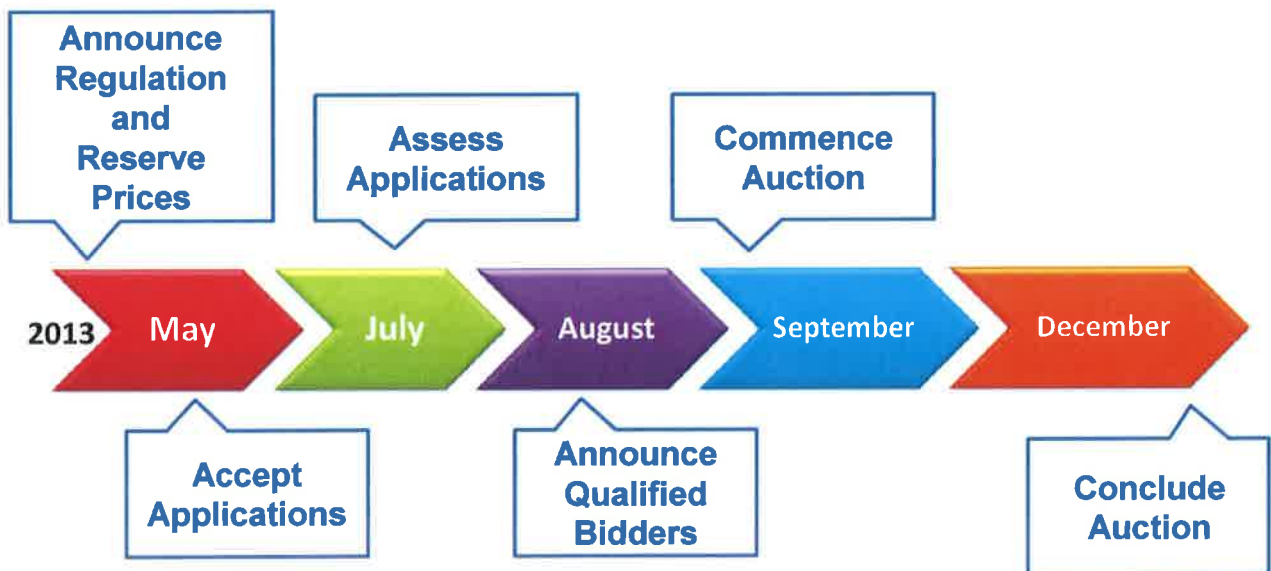 Announce
Regulation
and
Reserve
Prices
Assess
Applications
Commence
Auction
2013
May
July
August
September
December
Accept
Applications
Announce
Qualified
Bidders
Conclude
Auction